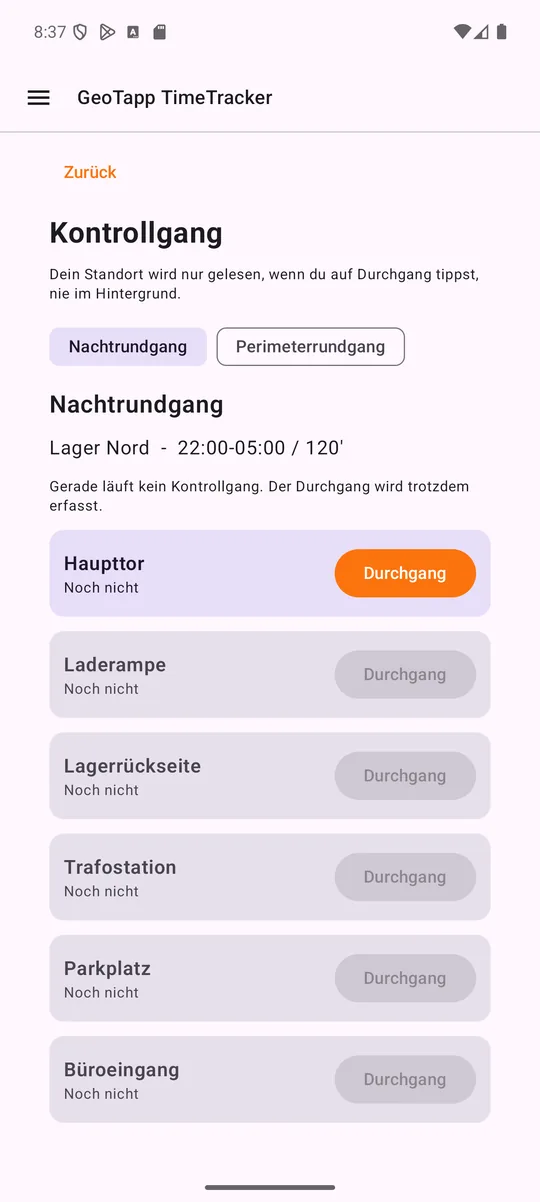 8:37
GeoTapp TimeTracker
Zurück
Kontrollgang
Dein Standort wird nur gelesen, wenn du auf Durchgang tippst,
nie im Hintergrund.
Nachtrundgang
Perimeterrundgang
Nachtrundgang
Lager Nord - 22:00-05:00 / 120'
Gerade läuft kein Kontrollgang. Der Durchgang wird trotzdem
erfasst.
Haupttor
Noch nicht
Durchgang
Laderampe
Noch nicht
Durchgang
Lagerrückseite
Noch nicht
Durchgang
Trafostation
Noch nicht
Durchgang
Parkplatz
Noch nicht
Durchgang
Büroeingang
Noch nicht
Durchgang